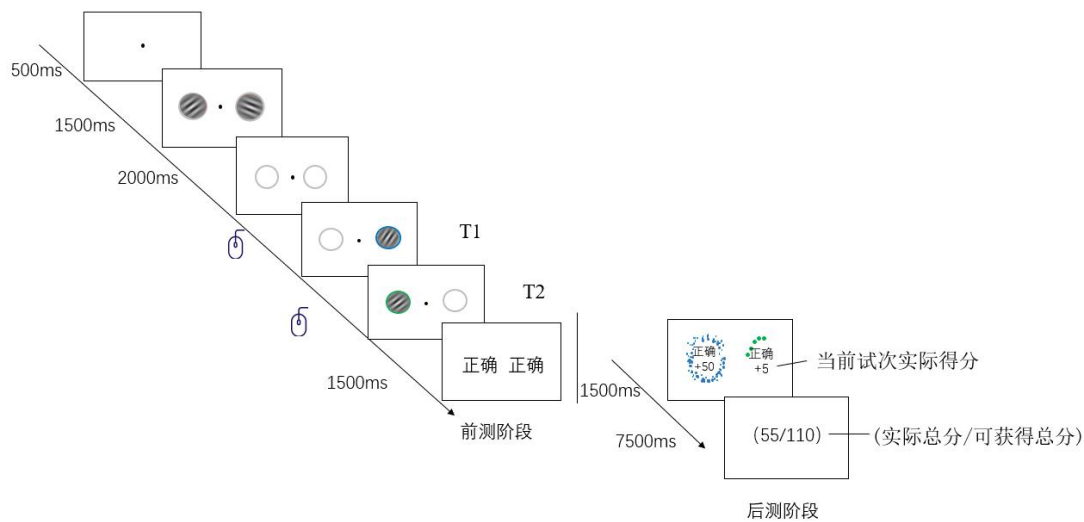 500ms
1500ms
2000ms
T1
T2
正确 正确
1500ms
前测阶段
正确
+50
正确
+5
当前试次实际得分
1500ms
(55/110)
(实际总分/可获得总分)
7500ms
后测阶段